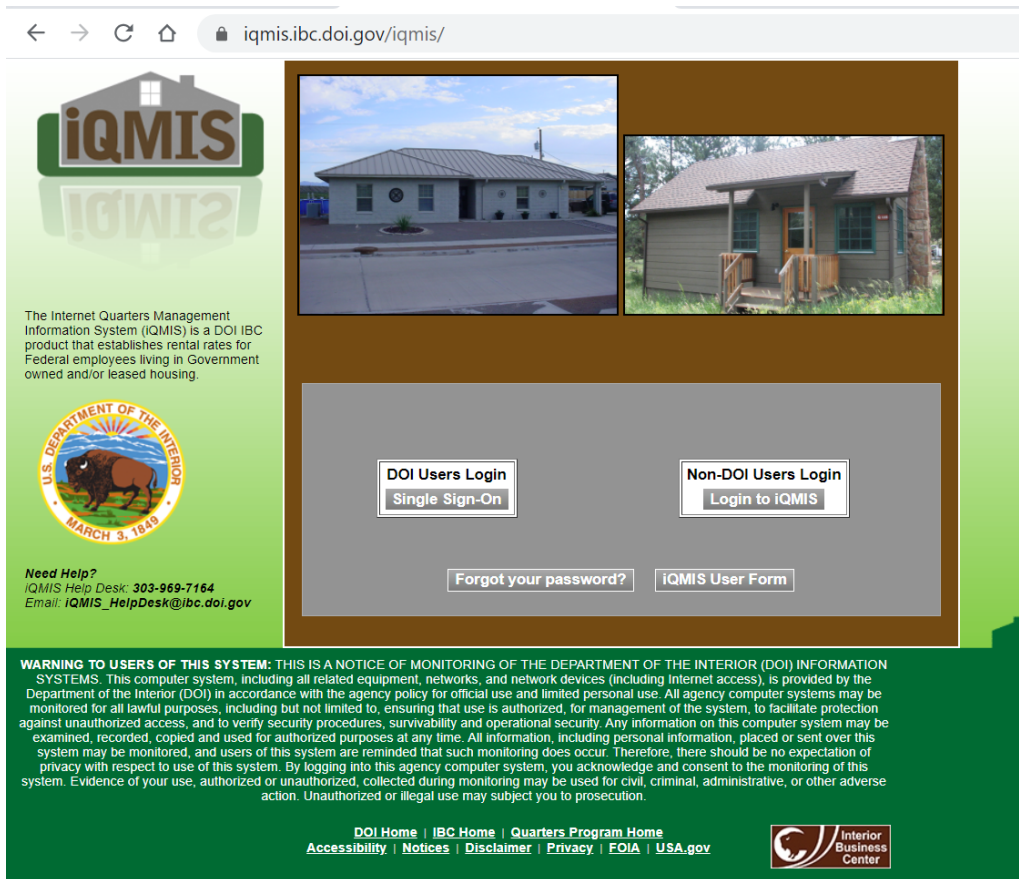 iqmis.ibc.doi.gov/iqmis/
iQMIS
The Internet Quarters Management
Information System (iQMIS) is a DOI IBC
product that establishes rental rates for
Federal employees living in Government
owned and/or leased housing.
U.S. DEPARTMENT OF THE INTERIOR
MARCH 3, 1849
Need Help?
iQMIS Help Desk: 303-969-7164
Email: iQMIS_HelpDesk@ibc.doi.gov
DOI Users Login
Single Sign-On
Non-DOI Users Login
Login to iQMIS
Forgot your password?
iQMIS User Form
WARNING TO USERS OF THIS SYSTEM: THIS IS A NOTICE OF MONITORING OF THE DEPARTMENT OF THE INTERIOR (DOI) INFORMATION
SYSTEMS. This computer system, including all related equipment, networks, and network devices (including Internet access), is provided by the
Department of the Interior (DOI) in accordance with the agency policy for official use and limited personal use. All agency computer systems may be
monitored for all lawful purposes, including but not limited to, ensuring that use is authorized, for management of the system, to facilitate protection
against unauthorized access, and to verify security procedures, survivability and operational security. Any information on this computer system may be
examined, recorded, copied and used for authorized purposes at any time. All information, including personal information, placed or sent over this
system may be monitored, and users of this system are reminded that such monitoring does occur. Therefore, there should be no expectation of
privacy with respect to use of this system. By logging into this agency computer system, you acknowledge and consent to the monitoring of this
system. Evidence of your use, authorized or unauthorized, collected during monitoring may be used for civil, criminal, administrative, or other adverse
action. Unauthorized or illegal use may subject you to prosecution.
DOI Home | IBC Home | Quarters Program Home
Accessibility | Notices | Disclaimer | Privacy | FOIA | USA.gov
Interior
Business
Center